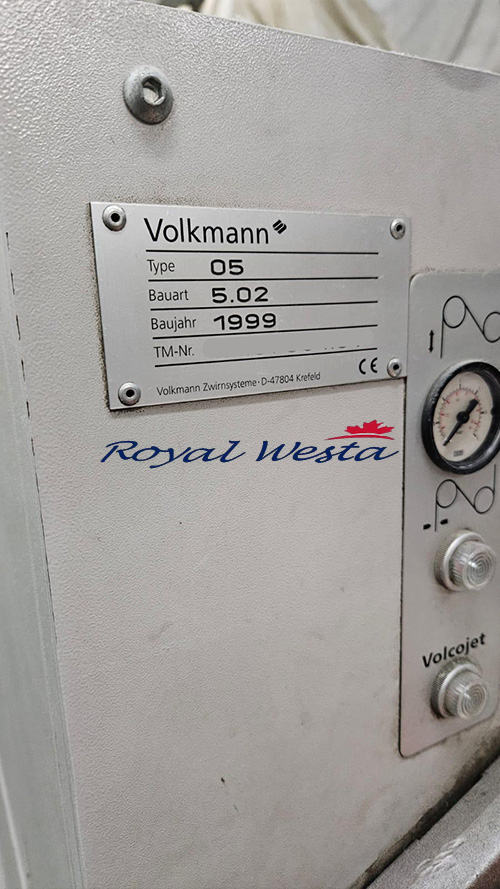 Volkmann
Type 05
Bauart 5.02
Baujahr 1999
TM-Nr.
CE
Volkmann Zwirnsysteme · D-47804 Krefeld
Royal Westa
Volcojet